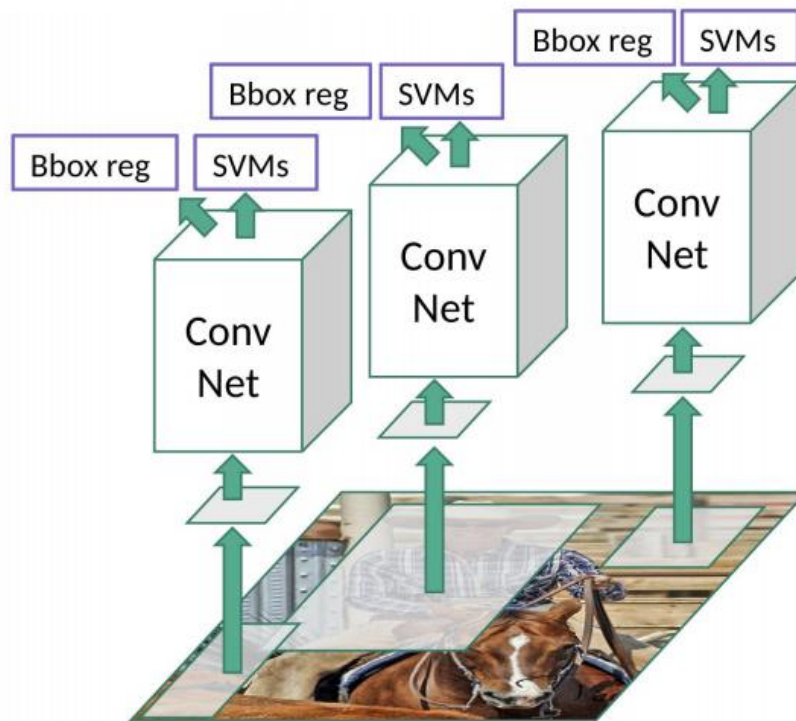 Bbox reg SVMs
Bbox reg SVMs
Bbox reg SVMs
Conv
Net
Conv
Net
Conv
Net